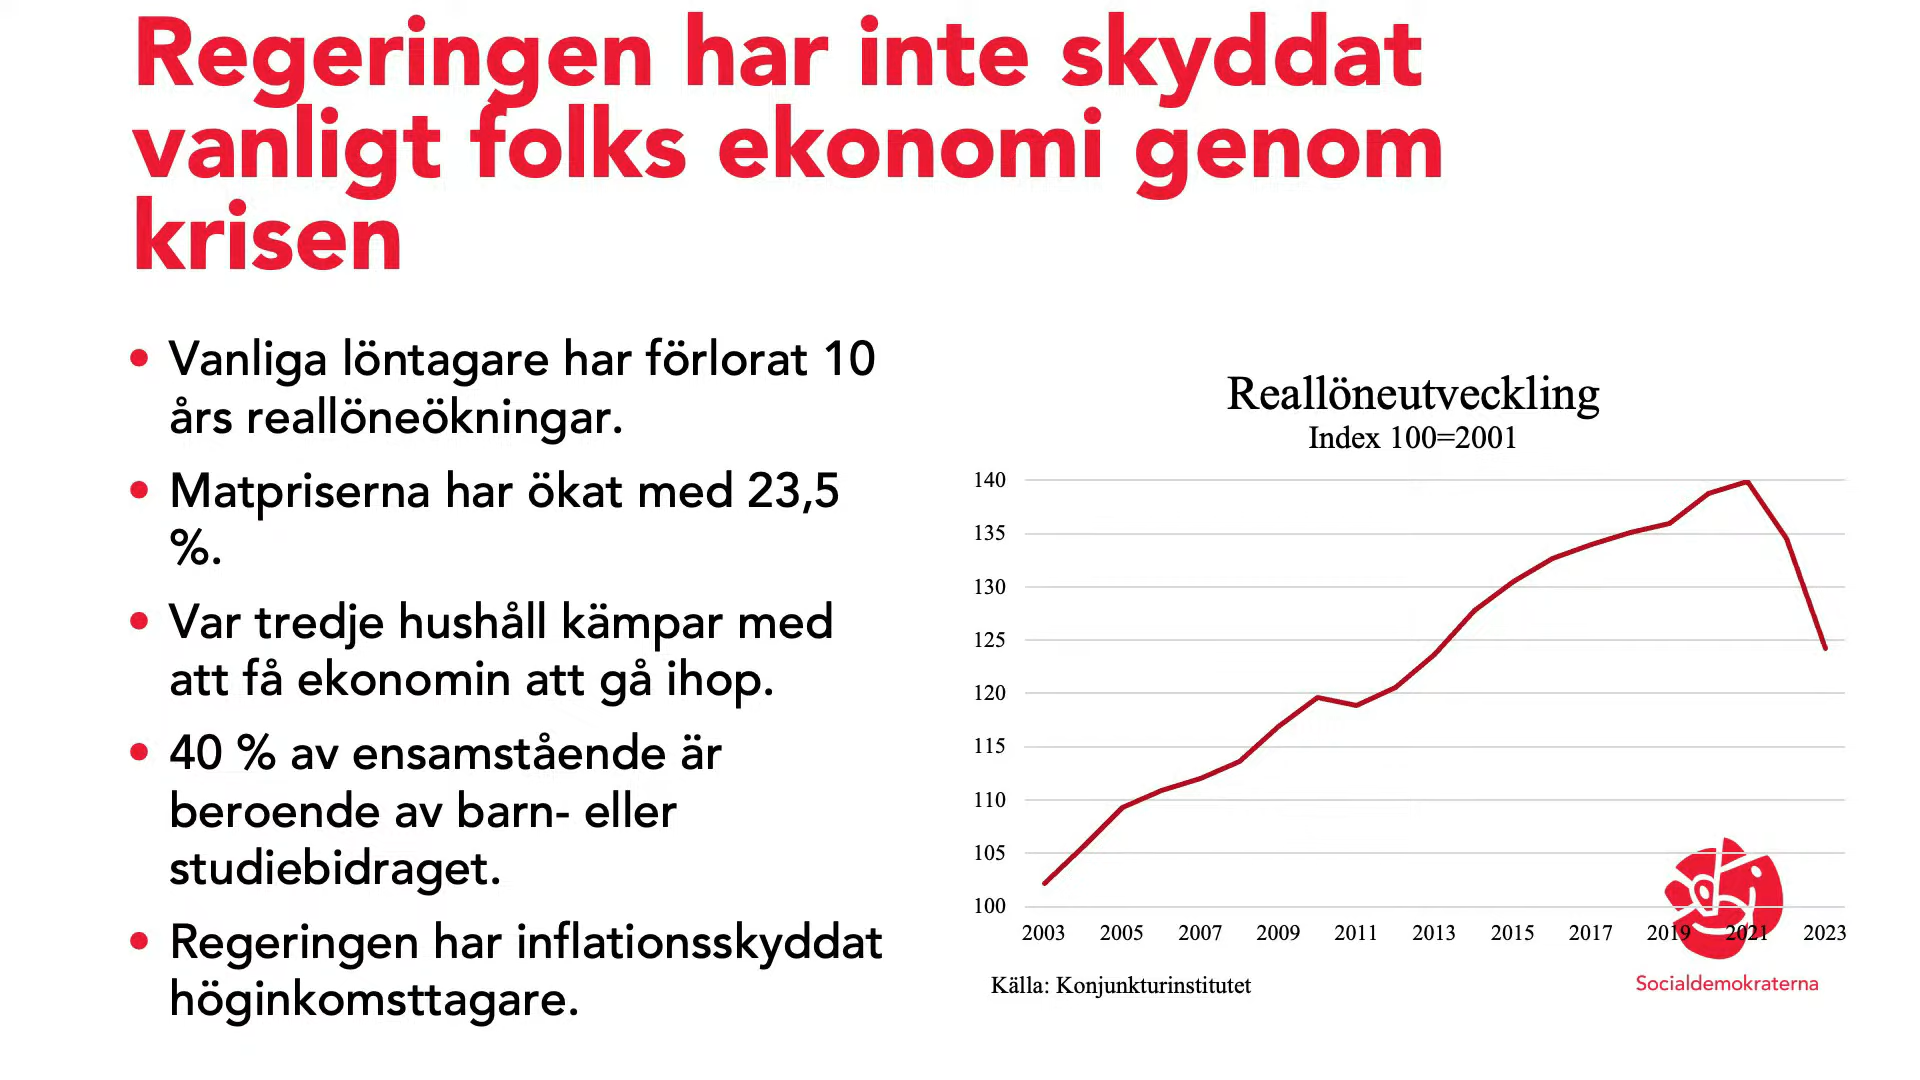 Regeringen har inte skyddat
vanligt folks ekonomi genom
krisen
• Vanliga löntagare har förlorat 10
års reallöneökningar.
• Matpriserna har ökat med 23,5
%.
• Var tredje hushåll kämpar med
att få ekonomin att gå ihop.
• 40 % av ensamstående är
beroende av barn- eller
studiebidraget.
• Regeringen har inflationsskyddat
höginkomsttagare.
Reallöneutveckling
Index 100=2001
140
135
130
125
120
115
110
105
100
2003 2005 2007 2009 2011 2013 2015 2017 2019 2021 2023
Källa: Konjunkturinstitutet
Socialdemokraterna